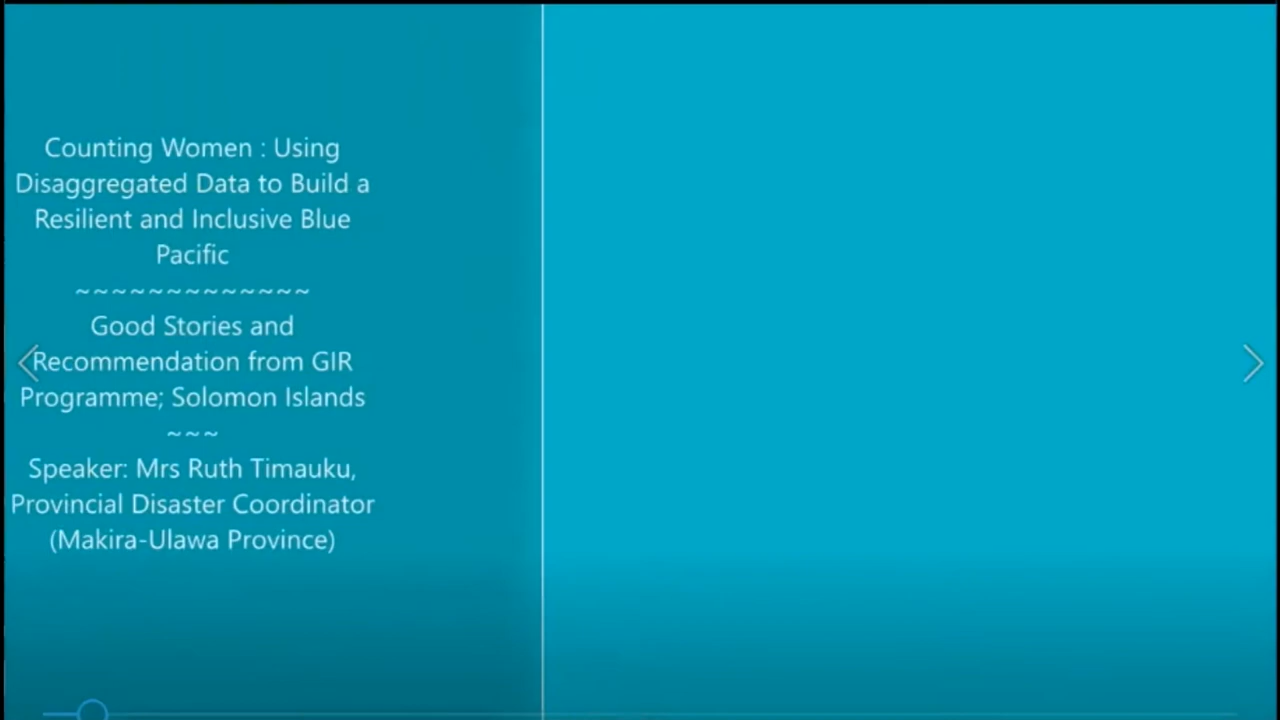 Counting Women : Using
Disaggregated Data to Build a
Resilient and Inclusive Blue
Pacific
~~~~~~~~~~~~~
Good Stories and
Recommendation from GIR
Programme; Solomon Islands
~~~
Speaker: Mrs Ruth Timauku,
Provincial Disaster Coordinator
(Makira-Ulawa Province)